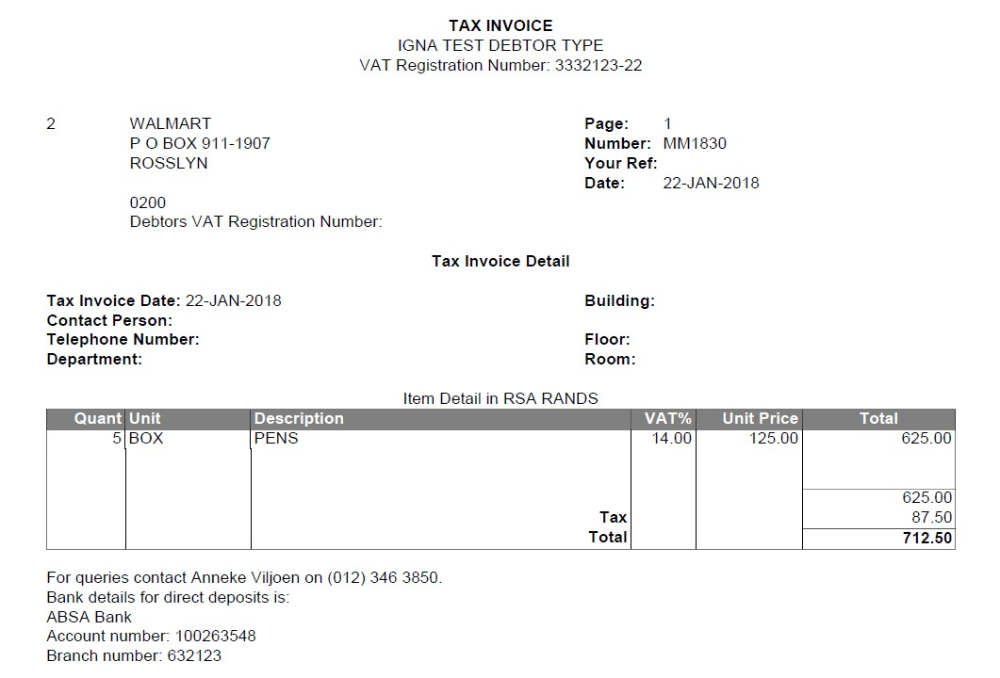 TAX INVOICE
IGNA TEST DEBTOR TYPE
VAT Registration Number: 3332123-22
2 WALMART
P O BOX 911-1907
ROSSLYN
0200
Debtors VAT Registration Number:
Page: 1
Number: MM1830
Your Ref:
Date: 22-JAN-2018
Tax Invoice Detail
Tax Invoice Date: 22-JAN-2018
Contact Person:
Telephone Number:
Department:
Building:
Floor:
Room:
Item Detail in RSA RANDS
Quant Unit Description VAT% Unit Price Total
5 BOX PENS 14.00 125.00 625.00
625.00
Tax 87.50
Total 712.50
For queries contact Anneke Viljoen on (012) 346 3850.
Bank details for direct deposits is:
ABSA Bank
Account number: 100263548
Branch number: 632123